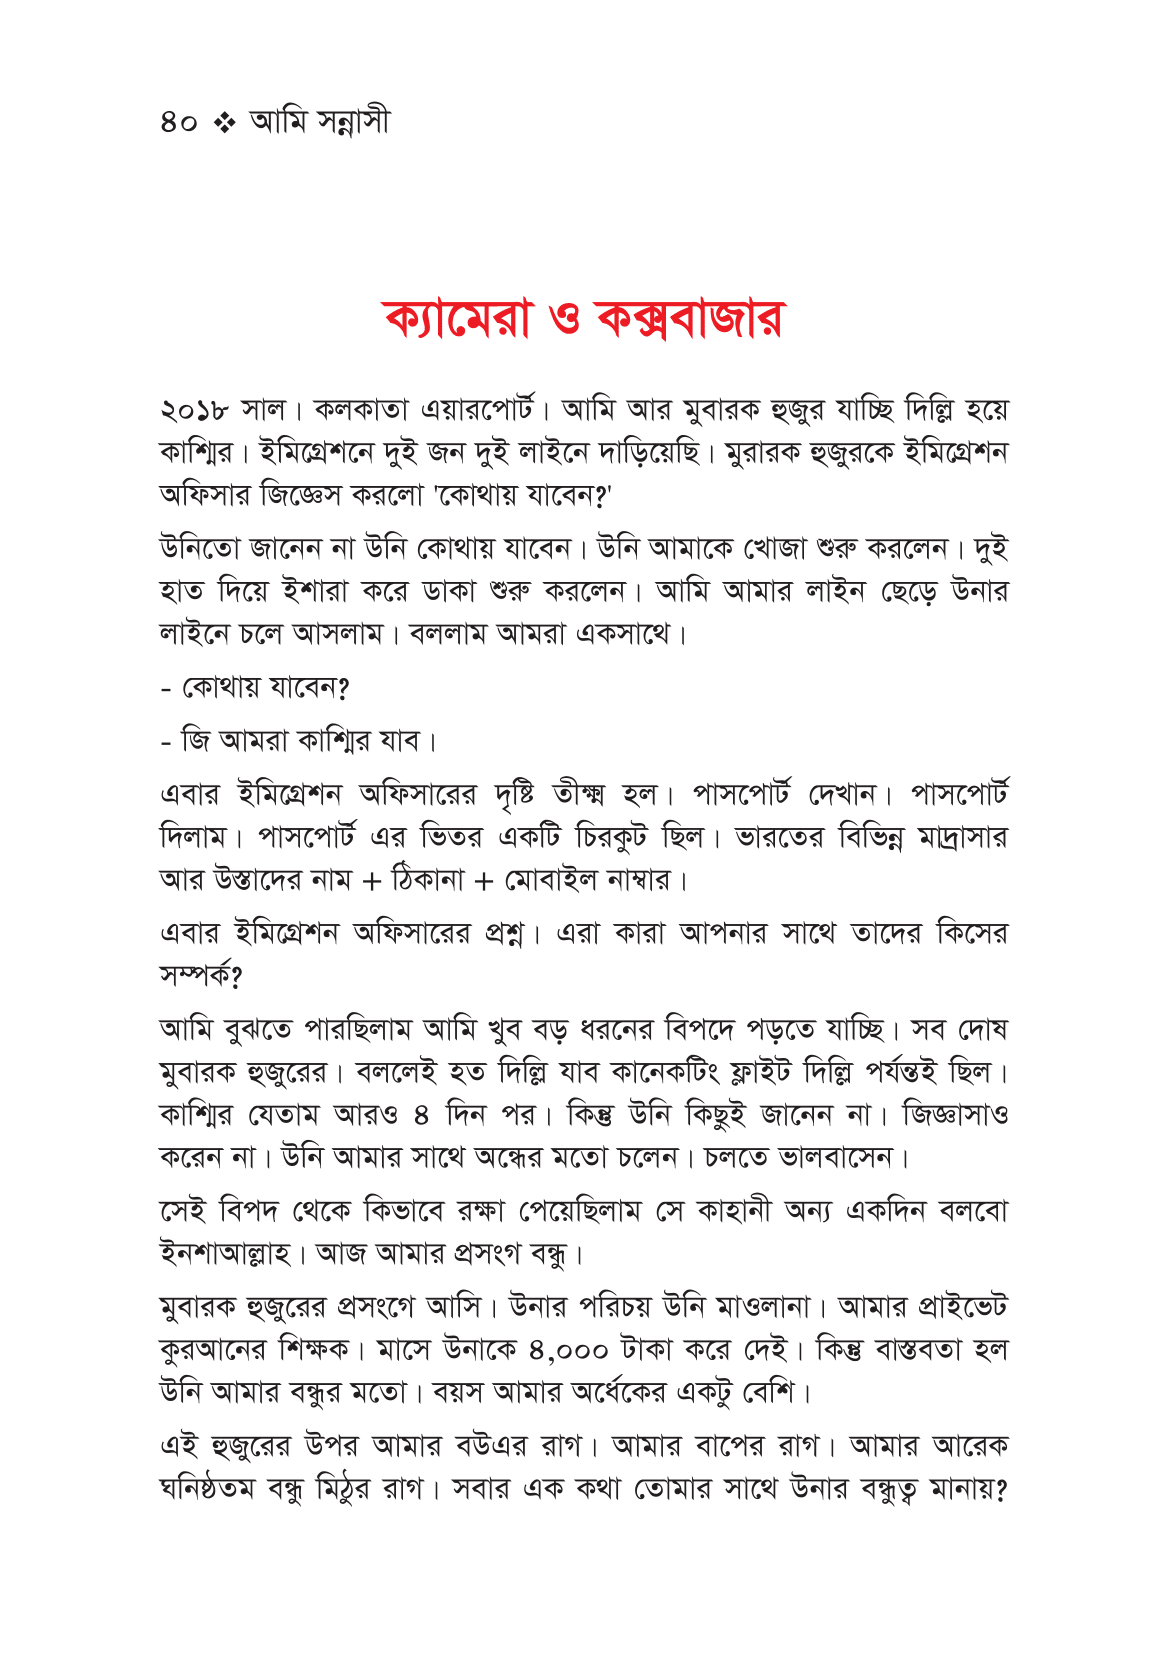 ৪০ ❖ আমি সন্নাসী
ক্যামেরা ও কক্সবাজার
২০১৮ সাল। কলকাতা এয়ারপোর্ট। আমি আর মুবারক হুজুর যাচ্ছি দিল্লি হয়ে
কাশ্মির। ইমিগ্রেশনে দুই জন দুই লাইনে দাড়িয়েছি। মুরারক হুজুরকে ইমিগ্রেশন
অফিসার জিজ্ঞেস করলো 'কোথায় যাবেন?'
উনিতো জানেন না উনি কোথায় যাবেন। উনি আমাকে খোজা শুরু করলেন। দুই
হাত দিয়ে ইশারা করে ডাকা শুরু করলেন। আমি আমার লাইন ছেড়ে উনার
লাইনে চলে আসলাম। বললাম আমরা একসাথে।
- কোথায় যাবেন?
- জি আমরা কাশ্মির যাব।
এবার ইমিগ্রেশন অফিসারের দৃষ্টি তীক্ষ্ম হল। পাসপোর্ট দেখান। পাসপোর্ট
দিলাম। পাসপোর্ট এর ভিতর একটি চিরকুট ছিল। ভারতের বিভিন্ন মাদ্রাসার
আর উস্তাদের নাম + ঠিকানা + মোবাইল নাম্বার।
এবার ইমিগ্রেশন অফিসারের প্রশ্ন। এরা কারা আপনার সাথে তাদের কিসের
সম্পর্ক?
আমি বুঝতে পারছিলাম আমি খুব বড় ধরনের বিপদে পড়তে যাচ্ছি। সব দোষ
মুবারক হুজুরের। বললেই হত দিল্লি যাব কানেকটিং ফ্লাইট দিল্লি পর্যন্তই ছিল।
কাশ্মির যেতাম আরও ৪ দিন পর। কিন্তু উনি কিছুই জানেন না। জিজ্ঞাসাও
করেন না। উনি আমার সাথে অন্ধের মতো চলেন। চলতে ভালবাসেন।
সেই বিপদ থেকে কিভাবে রক্ষা পেয়েছিলাম সে কাহানী অন্য একদিন বলবো
ইনশাআল্লাহ। আজ আমার প্রসংগ বন্ধু।
মুবারক হুজুরের প্রসংগে আসি। উনার পরিচয় উনি মাওলানা। আমার প্রাইভেট
কুরআনের শিক্ষক। মাসে উনাকে ৪,০০০ টাকা করে দেই। কিন্তু বাস্তবতা হল
উনি আমার বন্ধুর মতো। বয়স আমার অর্ধেকের একটু বেশি।
এই হুজুরের উপর আমার বউএর রাগ। আমার বাপের রাগ। আমার আরেক
ঘনিষ্ঠতম বন্ধু মিঠুর রাগ। সবার এক কথা তোমার সাথে উনার বন্ধুত্ব মানায়?